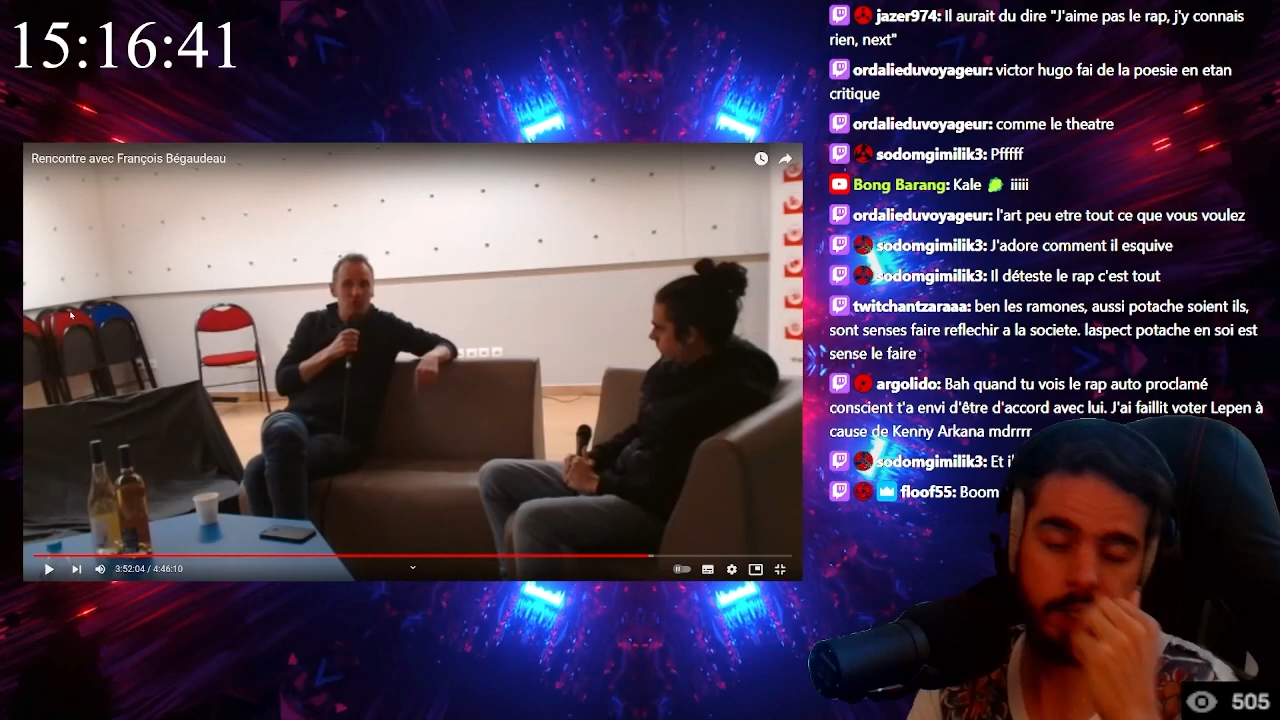 15:16:41
Rencontre avec François Bégaudeau
3:52:04 / 4:46:10
jazer974: Il aurait du dire "J'aime pas le rap, j'y connais
rien, next"
ordalieduvoyageur: victor hugo fai de la poesie en etan
critique
ordalieduvoyageur: comme le theatre
sodomgimilik3: Pfffff
Bong Barang: Kale 🥬 iiiii
ordalieduvoyageur: l'art peu etre tout ce que vous voulez
sodomgimilik3: J'adore comment il esquive
sodomgimilik3: Il déteste le rap c'est tout
twitchantzaraaa: ben les ramones, aussi potache soient ils,
sont senses faire reflechir a la societe. laspect potache en soi est
sense le faire
argolido: Bah quand tu vois le rap auto proclamé
conscient t'a envi d'être d'accord avec lui. J'ai faillit voter Lepen à
cause de Kenny Arkana mdrrrr
sodomgimilik3: Et i'
floof55: Boom
505